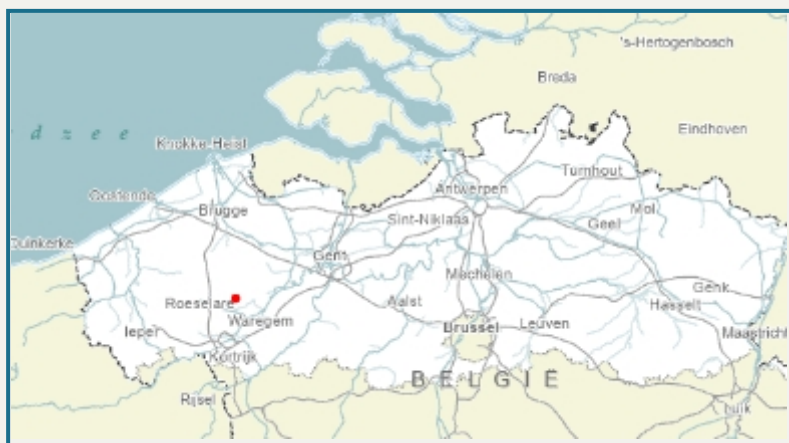 's-Hertogenbosch
Breda
dzee
Eindhoven
Knokke-Heist
Turnhout
Antwerpen
Oostende
Mol
Brugge
Sint-Niklaas
Geel
Duinkerke
Gent
Mechelen
Genk
Roeselare
Aalst
Hasselt
Waregem
Ieper
Brussel
Leuven
Maastricht
Kortrijk
BELGIË
Rijsel
Luik